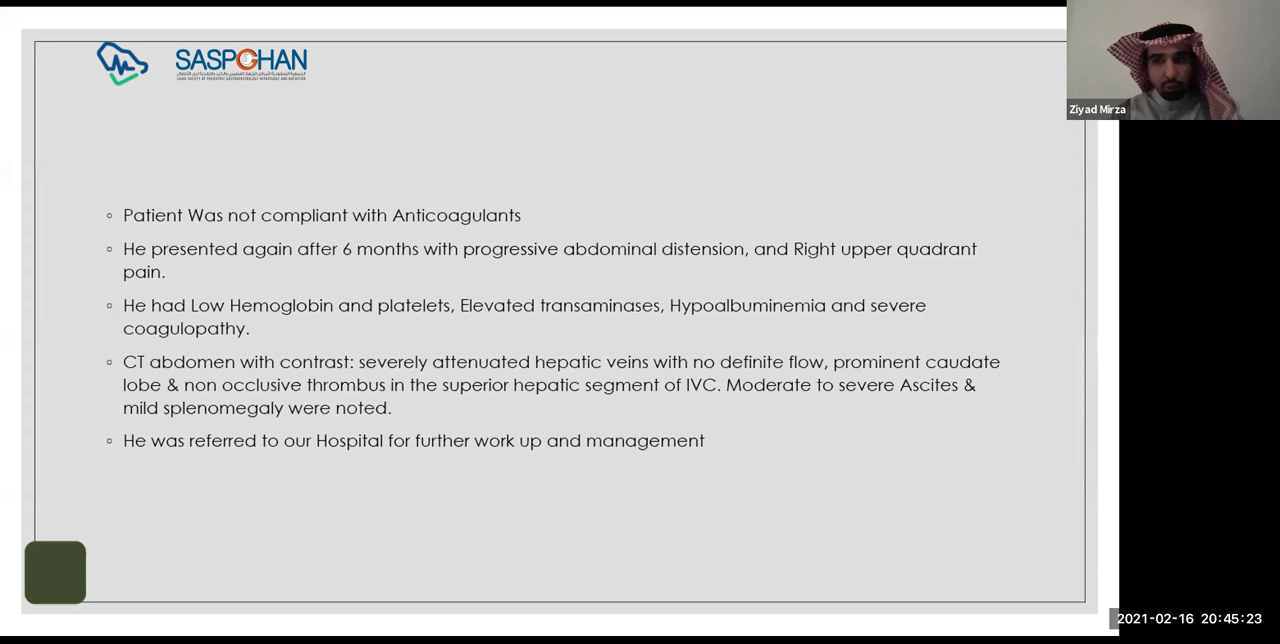 SASPGHAN
Ziyad Mirza
Patient Was not compliant with Anticoagulants
He presented again after 6 months with progressive abdominal distension, and Right upper quadrant
pain.
He had Low Hemoglobin and platelets, Elevated transaminases, Hypoalbuminemia and severe
coagulopathy.
CT abdomen with contrast: severely attenuated hepatic veins with no definite flow, prominent caudate
lobe & non occlusive thrombus in the superior hepatic segment of IVC. Moderate to severe Ascites &
mild splenomegaly were noted.
He was referred to our Hospital for further work up and management
2021-02-16 20:45:23